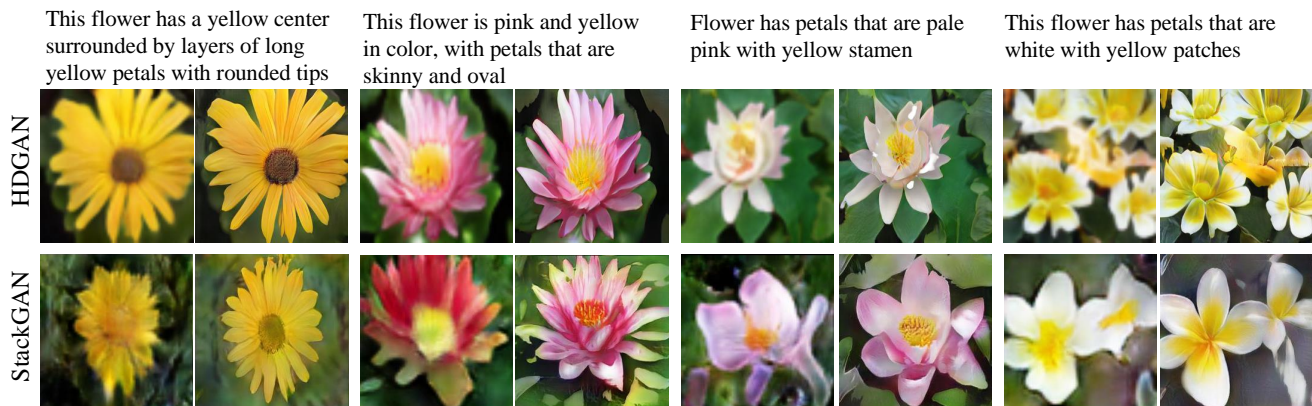 This flower has a yellow center
surrounded by layers of long
yellow petals with rounded tips
This flower is pink and yellow
in color, with petals that are
skinny and oval
Flower has petals that are pale
pink with yellow stamen
This flower has petals that are
white with yellow patches
HDGAN
StackGAN